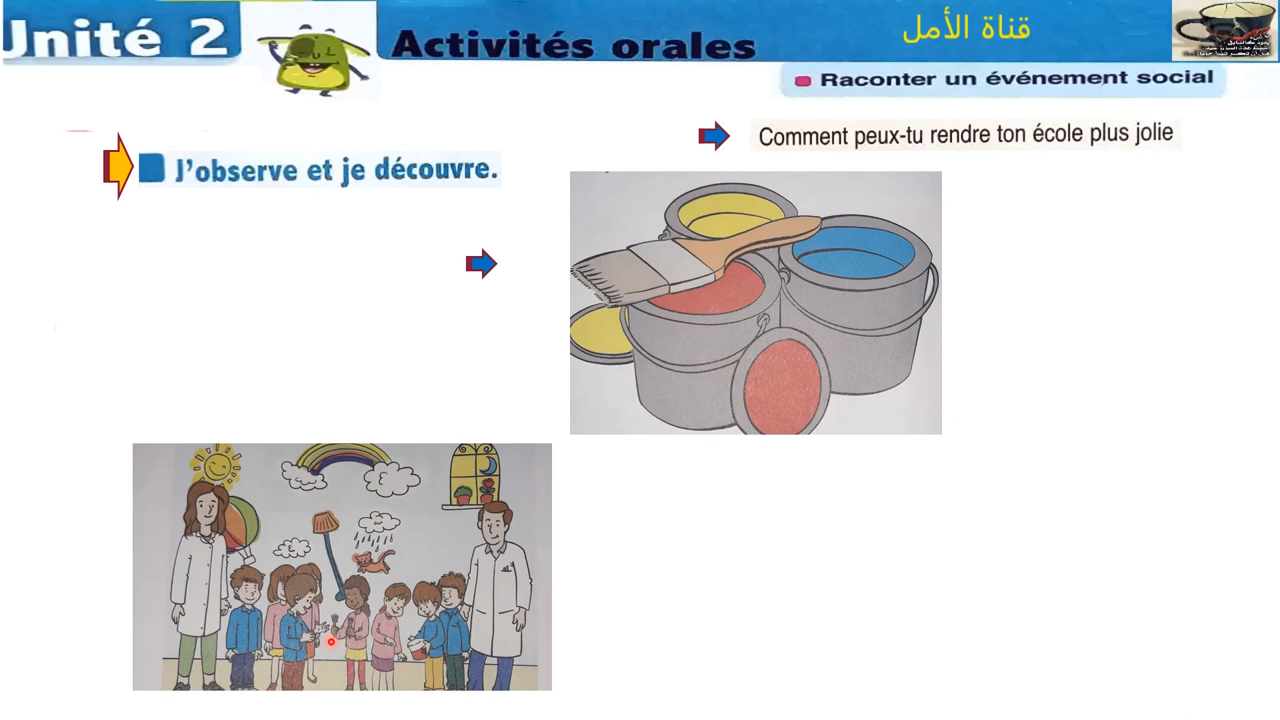 Unité 2
Activités orales
قناة الأمل
Raconter un événement social
Comment peux-tu rendre ton école plus jolie
J'observe et je découvre.